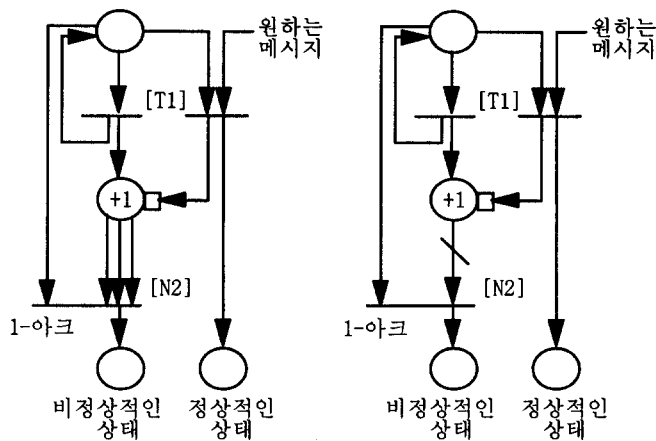 원하는
메시지
[T1]
+1
[N2]
1-아크
비정상적인
상태
정상적인
상태
원하는
메시지
[T1]
+1
[N2]
1-아크
비정상적인
상태
정상적인
상태